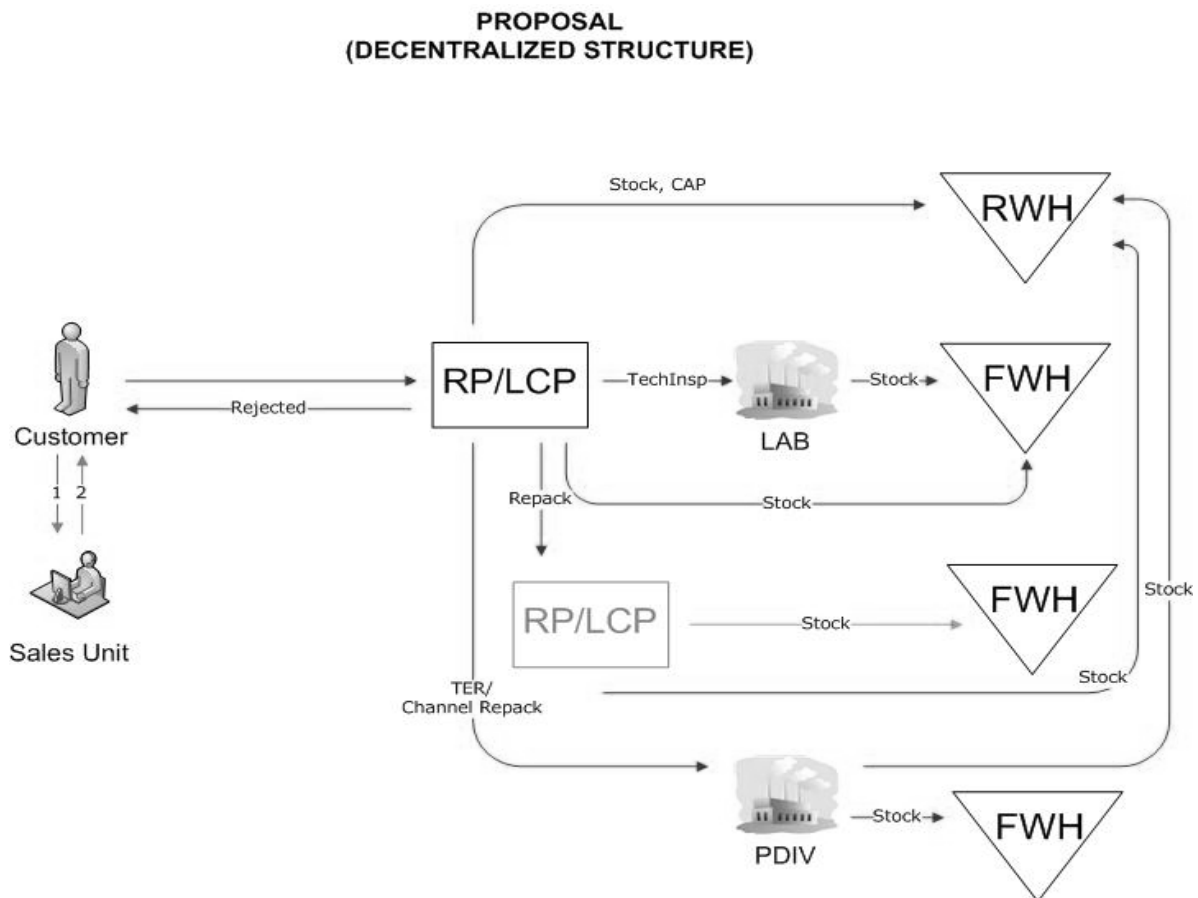 PROPOSAL
(DECENTRALIZED STRUCTURE)
Stock, CAP
RWH
RP/LCP
TechInsp
LAB
Stock
FWH
Rejected
Customer
1
2
Repack
Stock
Sales Unit
RP/LCP
Stock
FWH
Stock
Stock
TER/
Channel Repack
PDIV
Stock
FWH